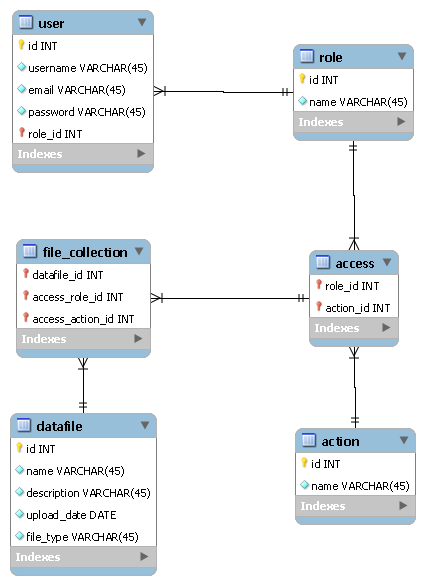 user
id INT
username VARCHAR(45)
email VARCHAR(45)
password VARCHAR(45)
role_id INT
Indexes
role
id INT
name VARCHAR(45)
Indexes
file_collection
datafile_id INT
access_role_id INT
access_action_id INT
Indexes
access
role_id INT
action_id INT
Indexes
datafile
id INT
name VARCHAR(45)
description VARCHAR(45)
upload_date DATE
file_type VARCHAR(45)
Indexes
action
id INT
name VARCHAR(45)
Indexes